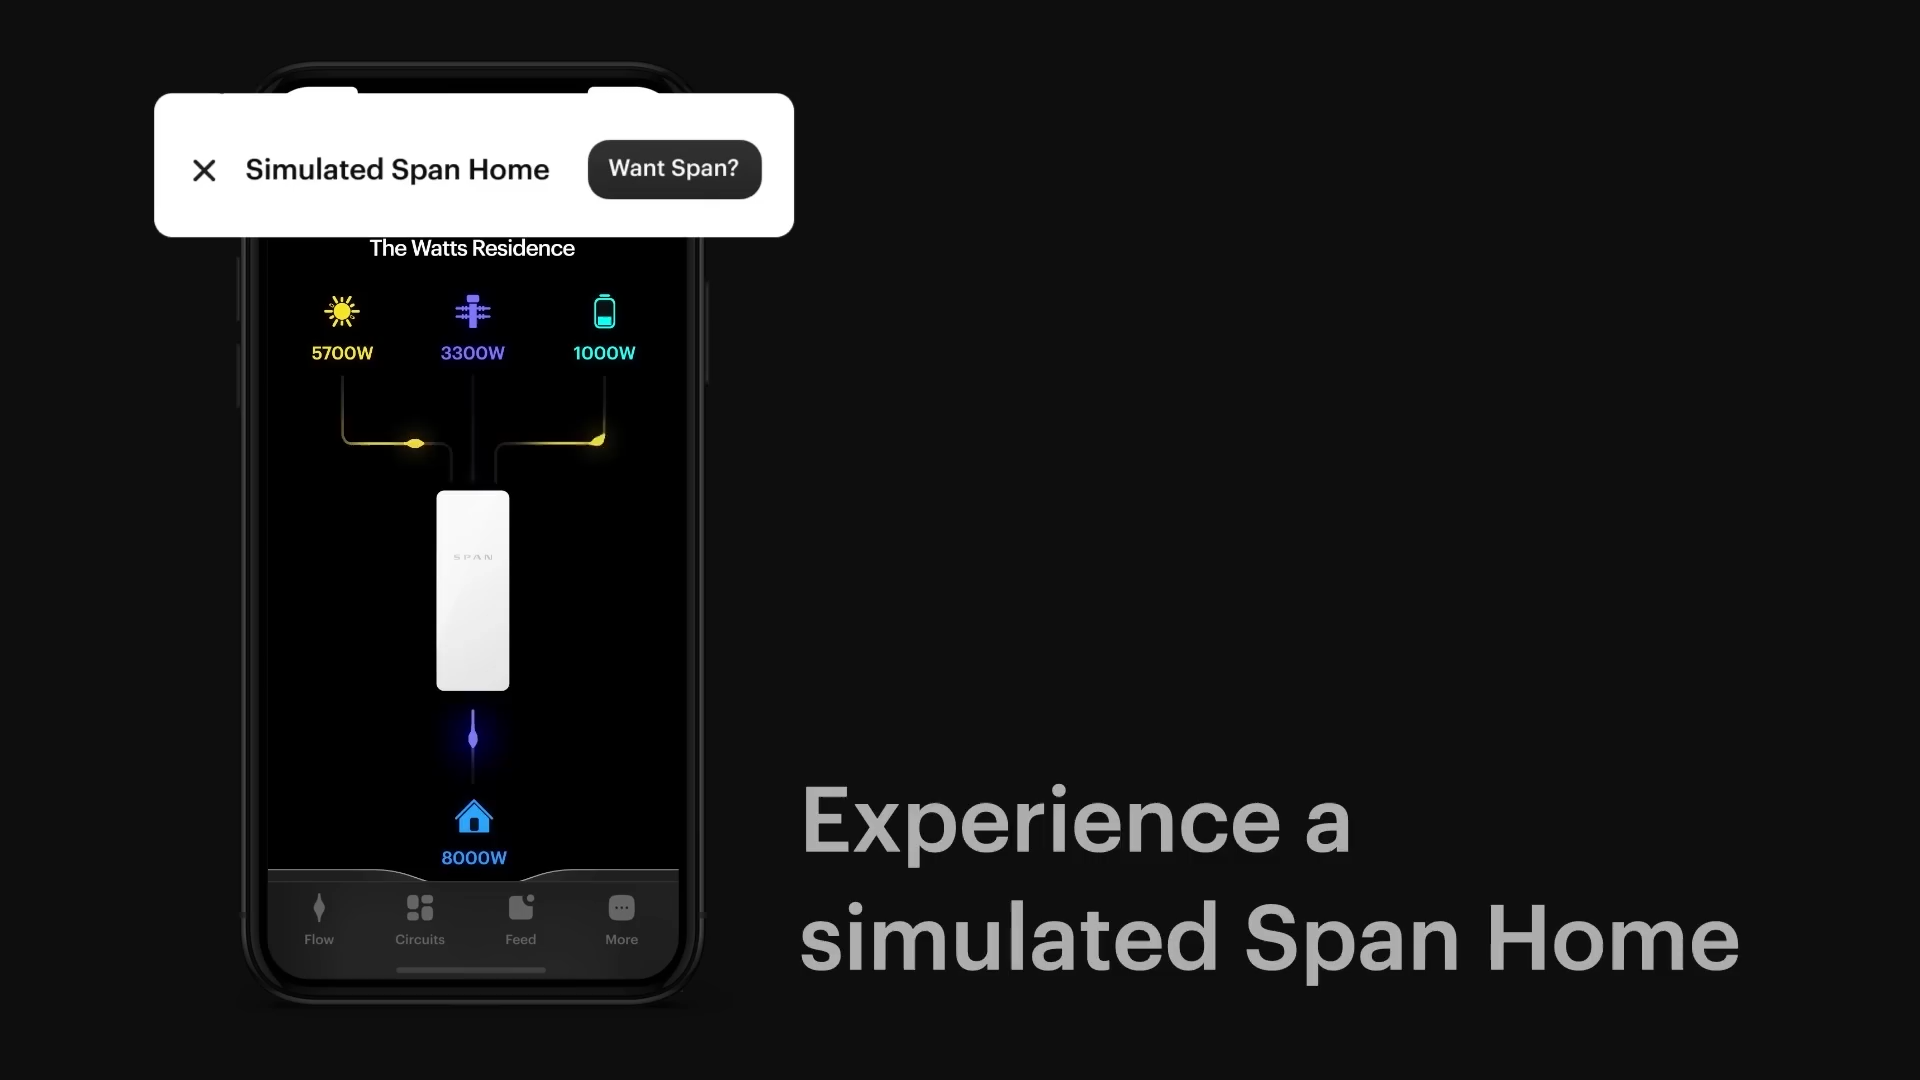 Simulated Span Home
Want Span?
The Watts Residence
5700W
3300W
1000W
SPAN
8000W
Flow
Circuits
Feed
More
Experience a
simulated Span Home